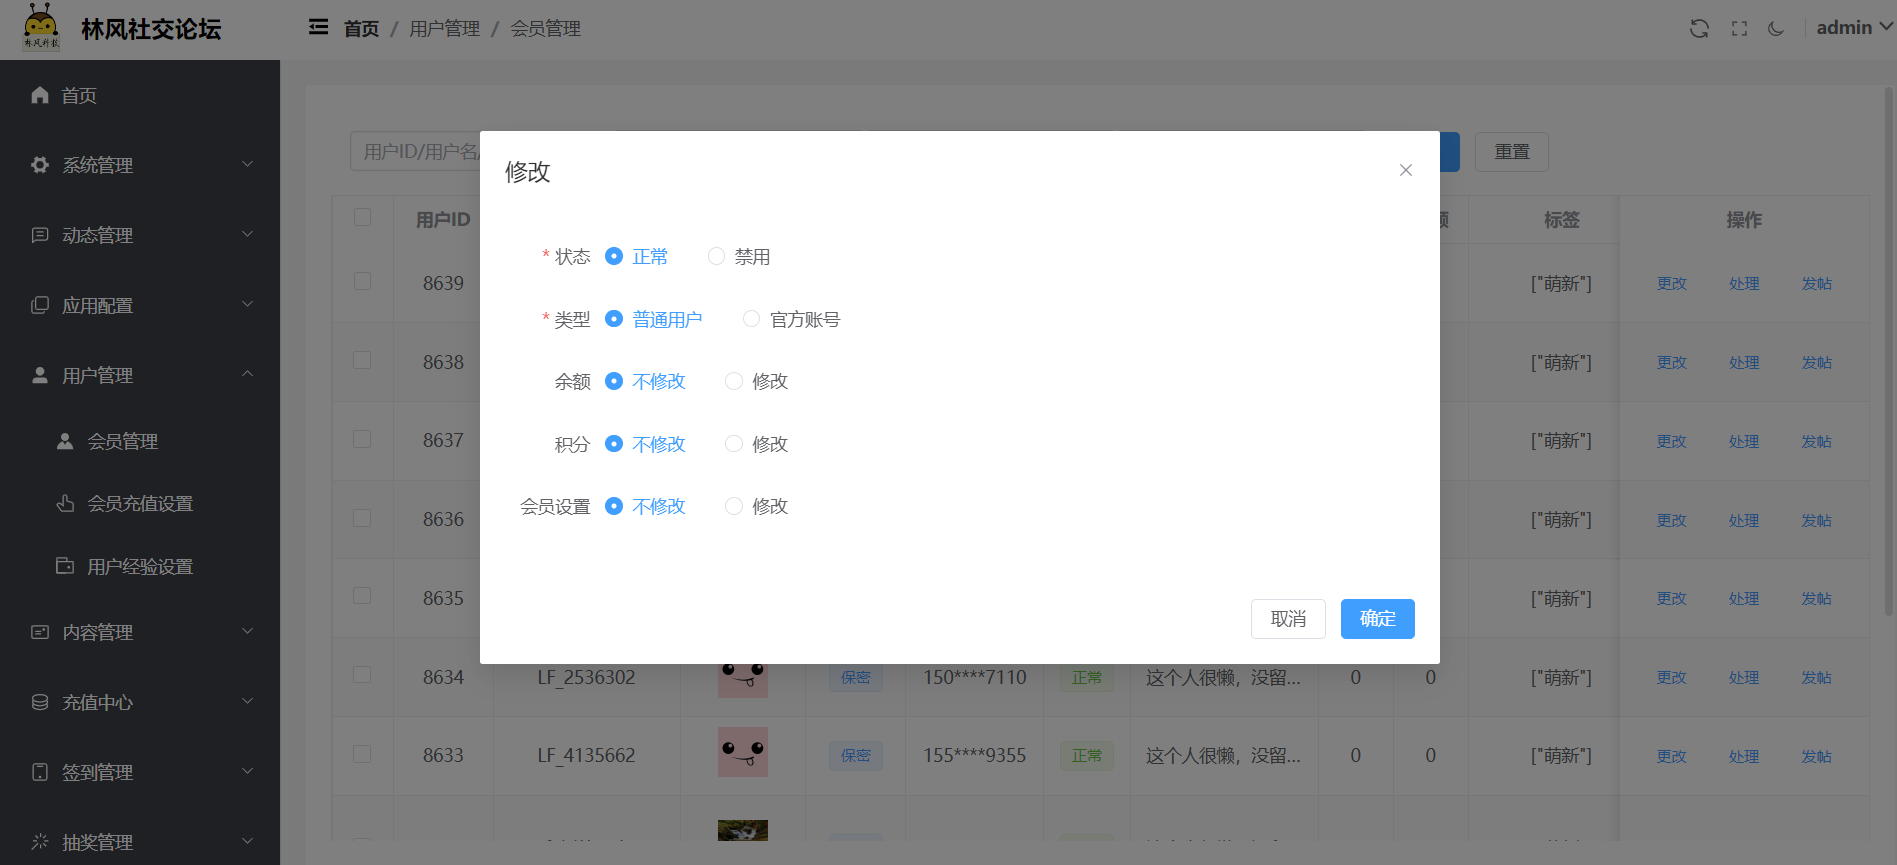 林风科技
林风社交论坛
首页 / 用户管理 / 会员管理
admin
首页
系统管理
动态管理
应用配置
用户管理
会员管理
会员充值设置
用户经验设置
内容管理
充值中心
签到管理
抽奖管理
用户ID/用户名/
重置
用户ID 标签 操作
8639 ["萌新"] 更改 处理 发帖
8638 ["萌新"] 更改 处理 发帖
8637 ["萌新"] 更改 处理 发帖
8636 ["萌新"] 更改 处理 发帖
8635 ["萌新"] 更改 处理 发帖
8634 LF_2536302 保密 150****7110 正常 这个人很懒，没留... 0 0 ["萌新"] 更改 处理 发帖
8633 LF_4135662 保密 155****9355 正常 这个人很懒，没留... 0 0 ["萌新"] 更改 处理 发帖
修改
* 状态 正常 禁用
* 类型 普通用户 官方账号
余额 不修改 修改
积分 不修改 修改
会员设置 不修改 修改
取消 确定